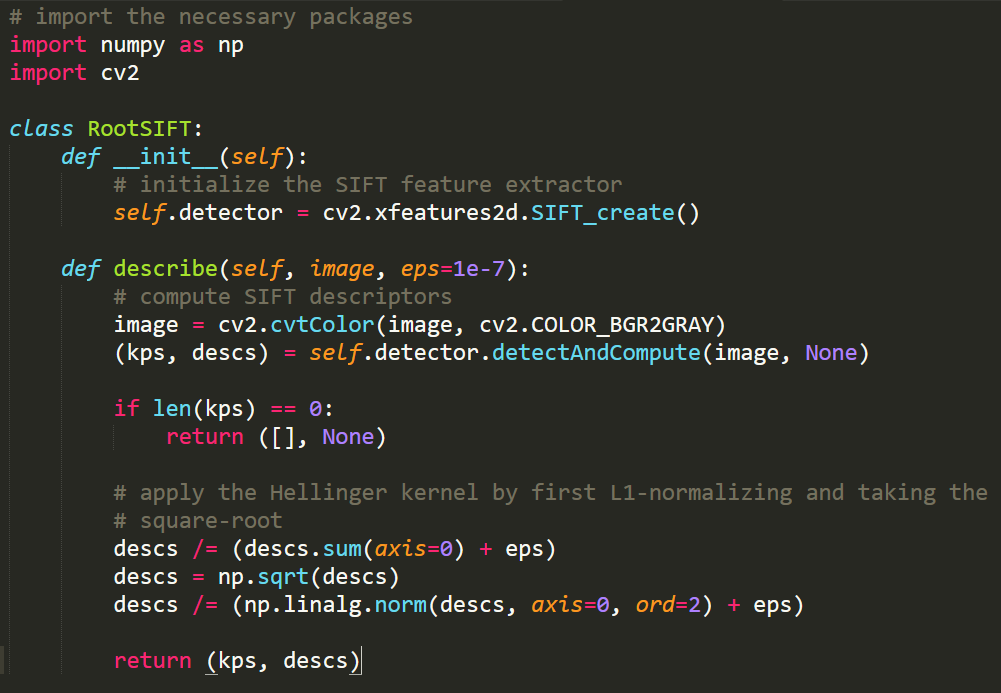 # import the necessary packages
import numpy as np
import cv2

class RootSIFT:
    def __init__(self):
        # initialize the SIFT feature extractor
        self.detector = cv2.xfeatures2d.SIFT_create()

    def describe(self, image, eps=1e-7):
        # compute SIFT descriptors
        image = cv2.cvtColor(image, cv2.COLOR_BGR2GRAY)
        (kps, descs) = self.detector.detectAndCompute(image, None)

        if len(kps) == 0:
            return ([], None)

        # apply the Hellinger kernel by first L1-normalizing and taking the
        # square-root
        descs /= (descs.sum(axis=0) + eps)
        descs = np.sqrt(descs)
        descs /= (np.linalg.norm(descs, axis=0, ord=2) + eps)

        return (kps, descs)